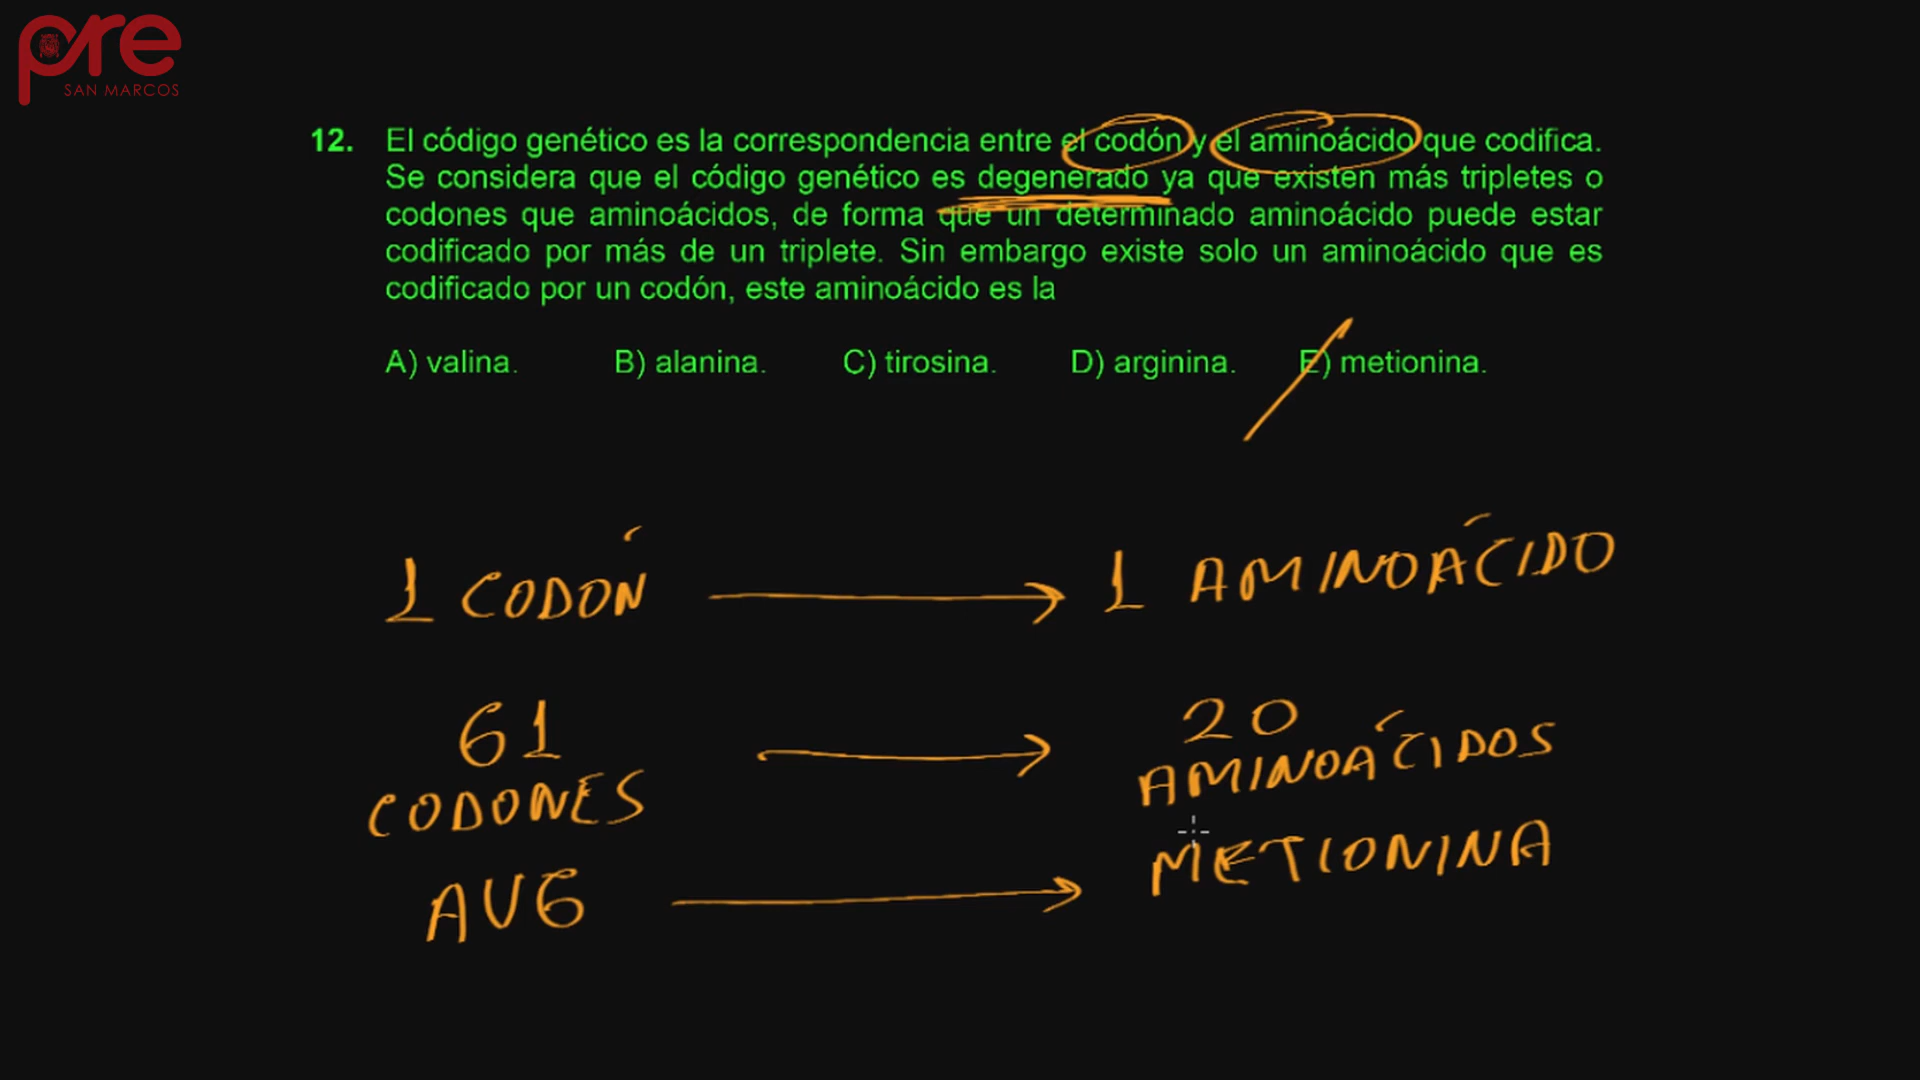 pre
SAN MARCOS
12. El código genético es la correspondencia entre el codón y el aminoácido que codifica.
Se considera que el código genético es degenerado ya que existen más tripletes o
codones que aminoácidos, de forma que un determinado aminoácido puede estar
codificado por más de un triplete. Sin embargo existe solo un aminoácido que es
codificado por un codón, este aminoácido es la
A) valina. B) alanina. C) tirosina. D) arginina. E) metionina.
1 CODÓN → 1 AMINOÁCIDO
61 → 20
CODONES AMINOÁCIDOS
AUG → METIONINA